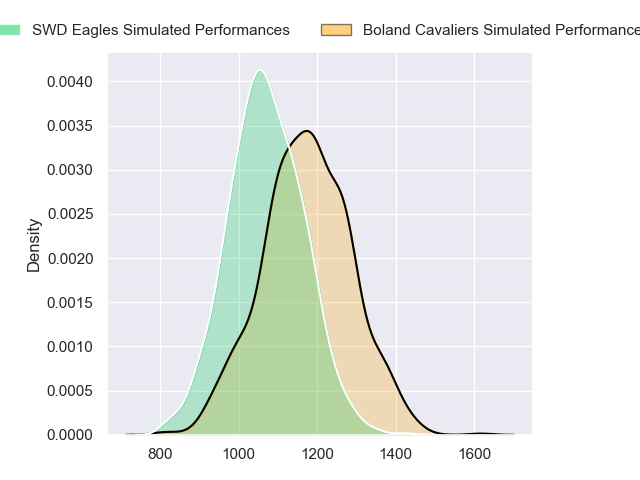 SWD Eagles Simulated Performances
Boland Cavaliers Simulated Performance
Density
0.0040
0.0035
0.0030
0.0025
0.0020
0.0015
0.0010
0.0005
0.0000
800 1000 1200 1400 1600